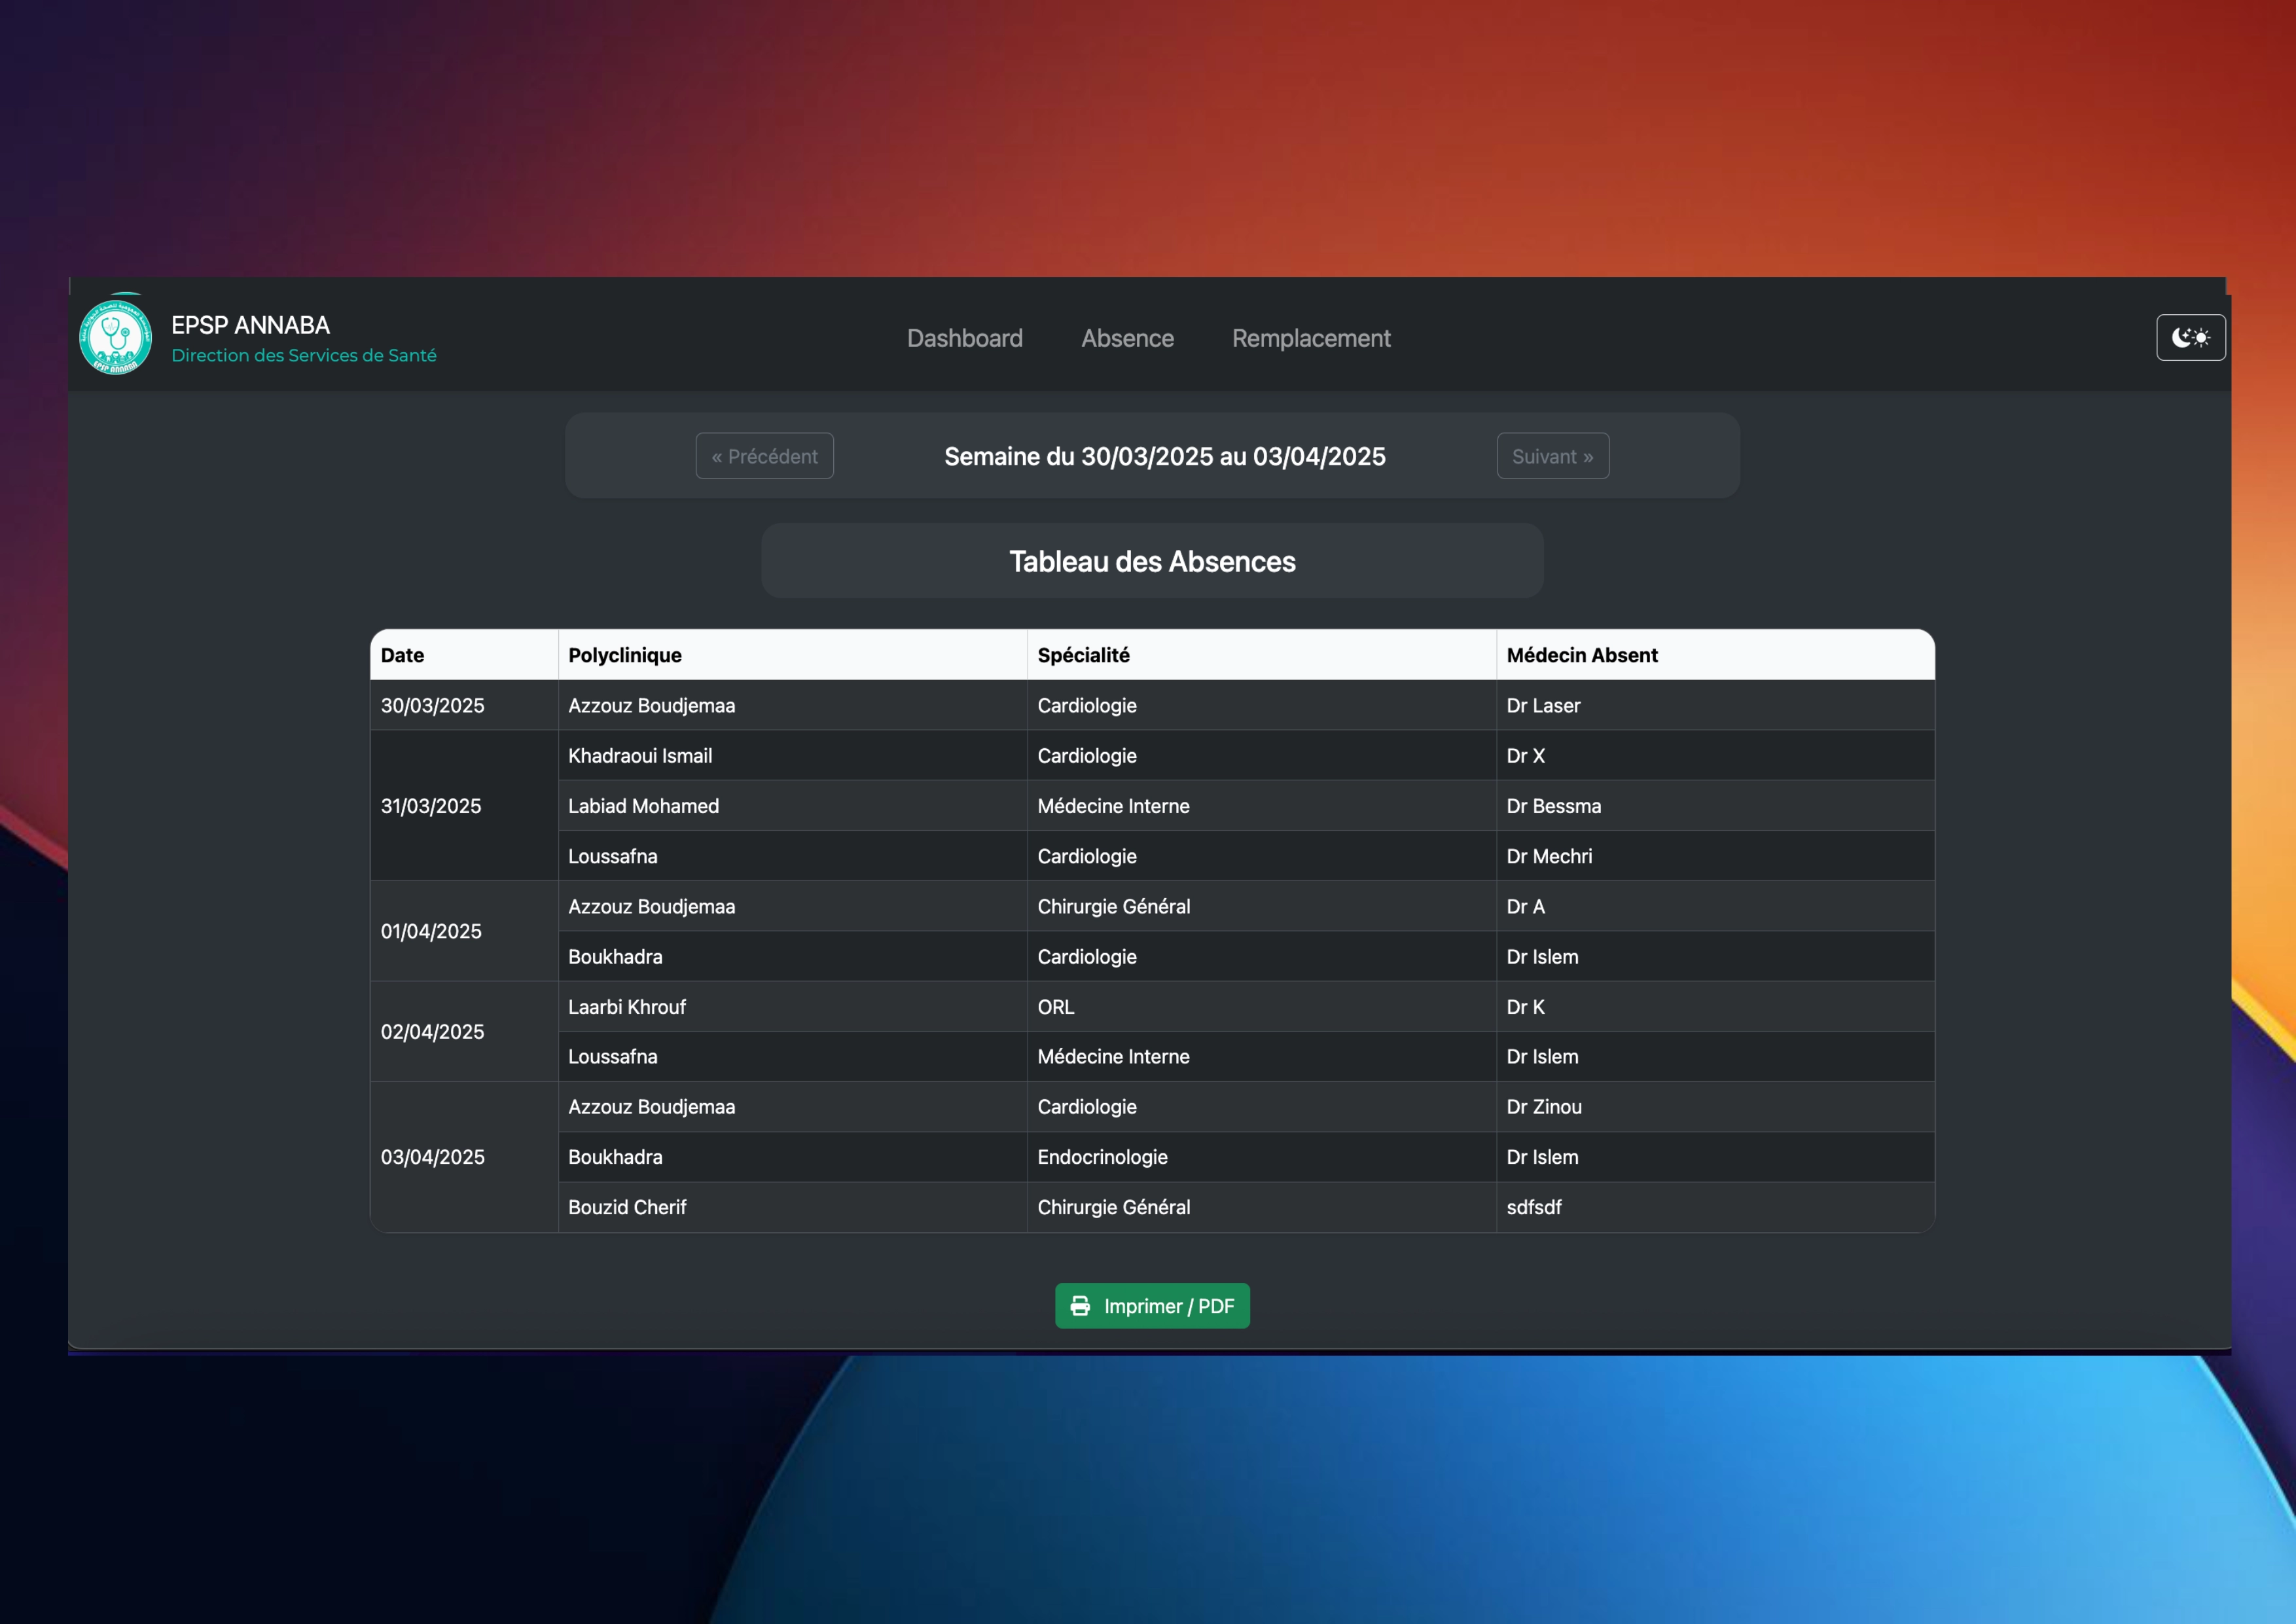 EPSP ANNABA
Direction des Services de Santé
Dashboard Absence Remplacement
« Précédent Semaine du 30/03/2025 au 03/04/2025 Suivant »
Tableau des Absences
Date Polyclinique Spécialité Médecin Absent
30/03/2025 Azzouz Boudjemaa Cardiologie Dr Laser
31/03/2025 Khadraoui Ismail Cardiologie Dr X
Labiad Mohamed Médecine Interne Dr Bessma
Loussafna Cardiologie Dr Mechri
01/04/2025 Azzouz Boudjemaa Chirurgie Général Dr A
Boukhadra Cardiologie Dr Islem
02/04/2025 Laarbi Khrouf ORL Dr K
Loussafna Médecine Interne Dr Islem
03/04/2025 Azzouz Boudjemaa Cardiologie Dr Zinou
Boukhadra Endocrinologie Dr Islem
Bouzid Cherif Chirurgie Général sdfsdf
Imprimer / PDF